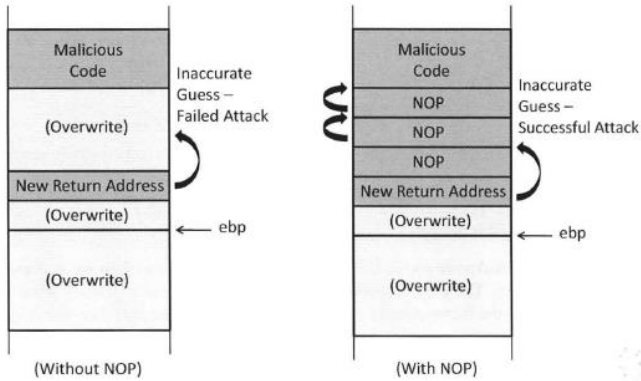 Malicious
Code
Inaccurate
Guess –
Failed Attack
(Overwrite)
New Return Address
(Overwrite)
ebp
(Overwrite)
(Without NOP)
Malicious
Code
Inaccurate
Guess –
Successful Attack
NOP
NOP
NOP
New Return Address
(Overwrite)
ebp
(Overwrite)
(With NOP)